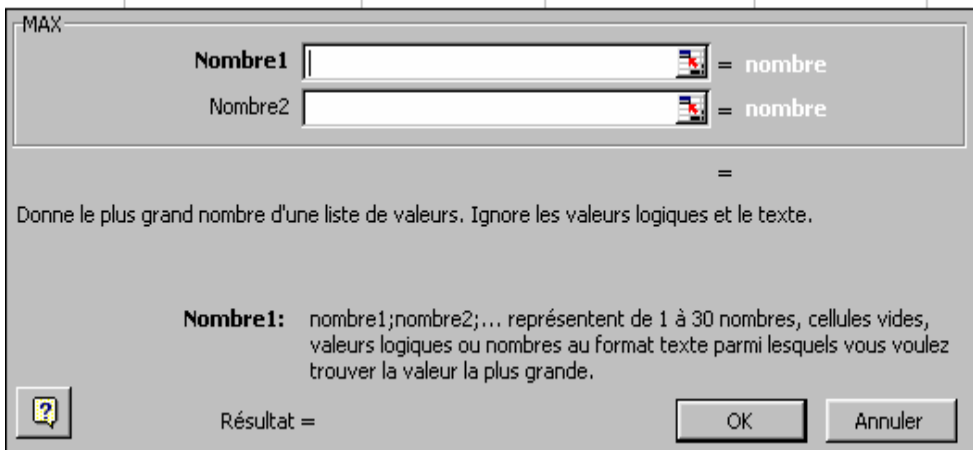 MAX
Nombre1 = nombre
Nombre2 = nombre
=
Donne le plus grand nombre d'une liste de valeurs. Ignore les valeurs logiques et le texte.
Nombre1: nombre1;nombre2;... représentent de 1 à 30 nombres, cellules vides,
valeurs logiques ou nombres au format texte parmi lesquels vous voulez
trouver la valeur la plus grande.
? Résultat = OK Annuler